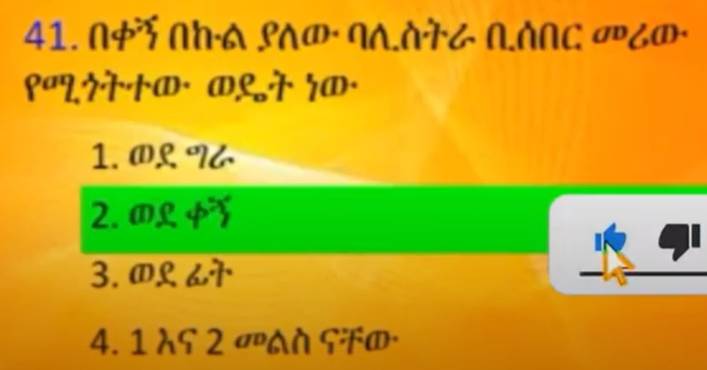 41. በቀኝ በኩል ያለው ባሊስትራ ቢሰበር መሪው
የሚጎትተው ወዴት ነው
1. ወደ ግራ
2. ወደ ቀኝ
3. ወደ ፊት
4. 1 እና 2 መልስ ናቸው